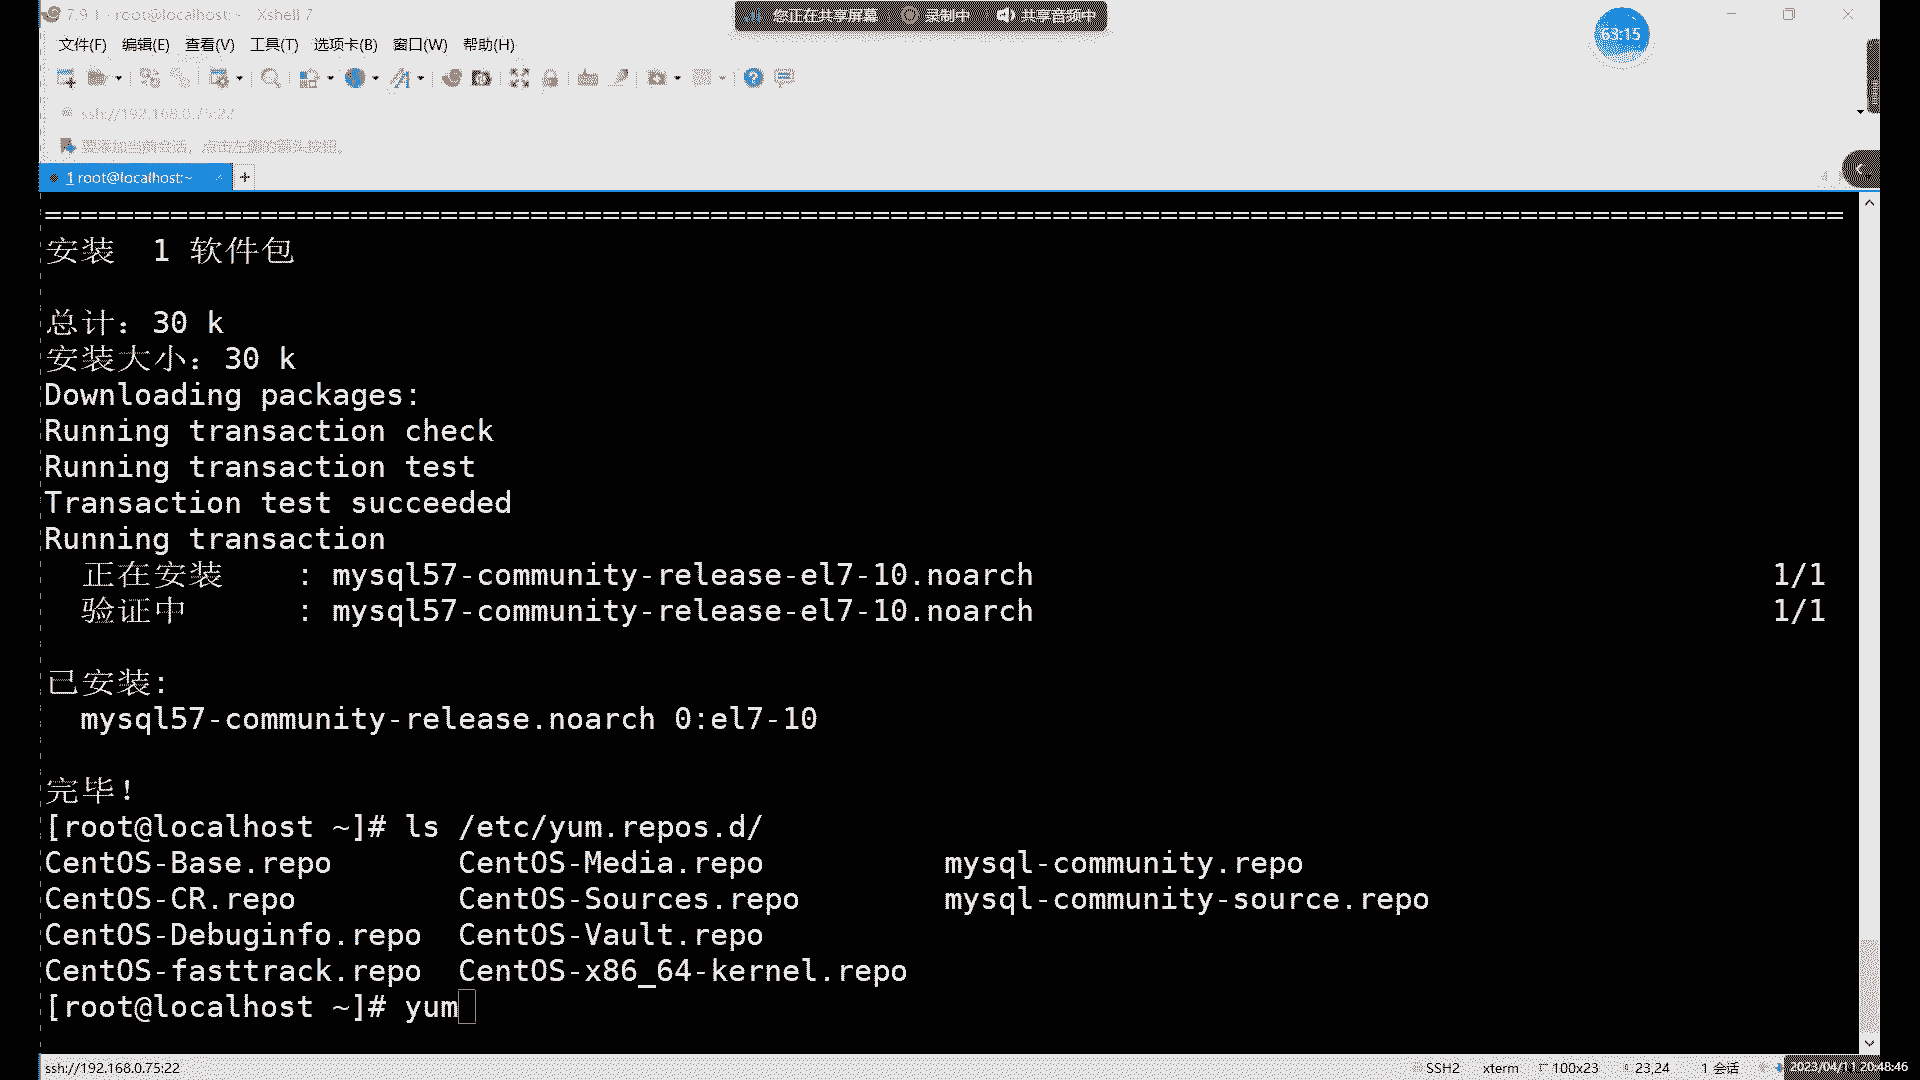 7.9.1 - root@localhost:~ - Xshell 7
您正在共享屏幕 录制中 共享音频中
63:15
文件(F) 编辑(E) 查看(V) 工具(T) 选项卡(B) 窗口(W) 帮助(H)
ssh://192.168.0.75:22
要添加当前会话，点击左侧的箭头按钮。
1 root@localhost:~
安装 1 软件包
总计：30 k
安装大小：30 k
Downloading packages:
Running transaction check
Running transaction test
Transaction test succeeded
Running transaction
正在安装 : mysql57-community-release-el7-10.noarch 1/1
验证中 : mysql57-community-release-el7-10.noarch 1/1
已安装:
mysql57-community-release.noarch 0:el7-10
完毕！
[root@localhost ~]# ls /etc/yum.repos.d/
CentOS-Base.repo CentOS-Media.repo mysql-community.repo
CentOS-CR.repo CentOS-Sources.repo mysql-community-source.repo
CentOS-Debuginfo.repo CentOS-Vault.repo
CentOS-fasttrack.repo CentOS-x86_64-kernel.repo
[root@localhost ~]# yum
ssh://192.168.0.75:22 SSH2 xterm 100x23 23,24 1 会话 2023/04/11 20:48:46